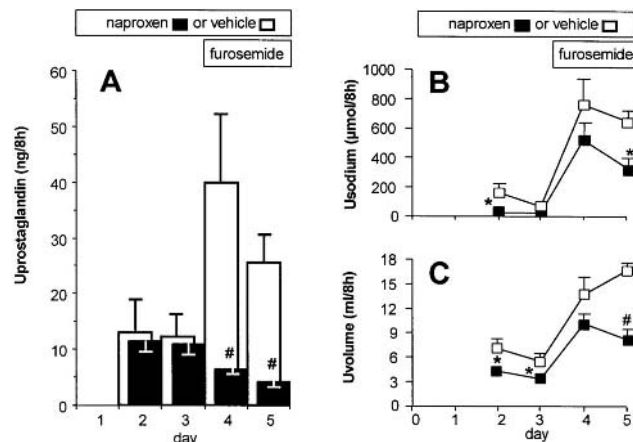 naproxen ■ or vehicle □
furosemide
A
Uprostaglandin (ng/8h)
60
50
40
30
20
10
0
# #
1 2 3 4 5
day
naproxen ■ or vehicle □
furosemide
B
Usodium (µmol/8h)
1000
800
600
400
200
0
* *
C
Uvolume (ml/8h)
18
15
12
9
6
3
0
* * #
0 1 2 3 4 5
day